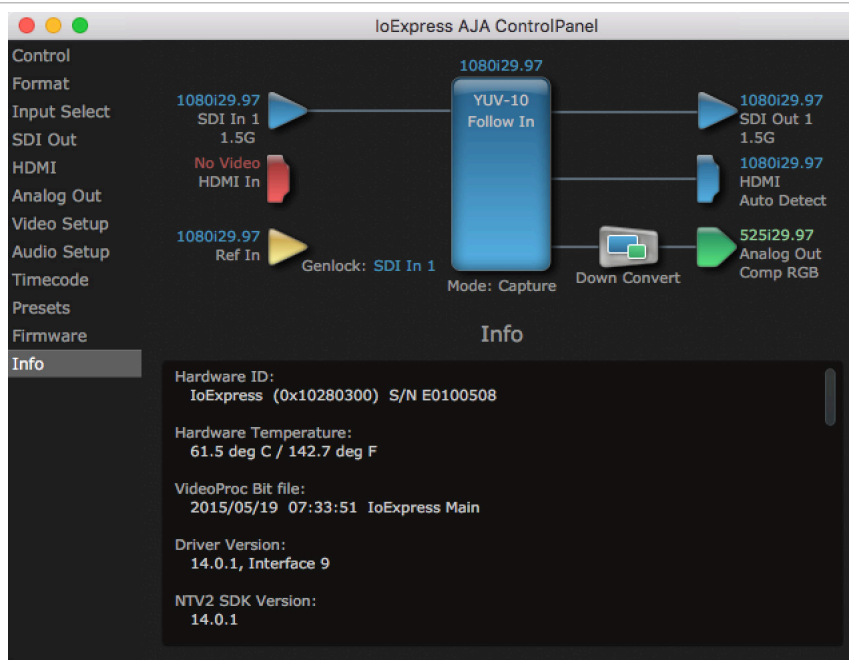 IoExpress AJA ControlPanel
Control
Format
Input Select
SDI Out
HDMI
Analog Out
Video Setup
Audio Setup
Timecode
Presets
Firmware
Info
1080i29.97
1080i29.97
SDI In 1
1.5G
No Video
HDMI In
1080i29.97
Ref In
Genlock: SDI In 1
YUV-10
Follow In
Mode: Capture
Down Convert
1080i29.97
SDI Out 1
1.5G
1080i29.97
HDMI
Auto Detect
525i29.97
Analog Out
Comp RGB
Info
Hardware ID:
IoExpress (0x10280300) S/N E0100508
Hardware Temperature:
61.5 deg C / 142.7 deg F
VideoProc Bit file:
2015/05/19 07:33:51 IoExpress Main
Driver Version:
14.0.1, Interface 9
NTV2 SDK Version:
14.0.1